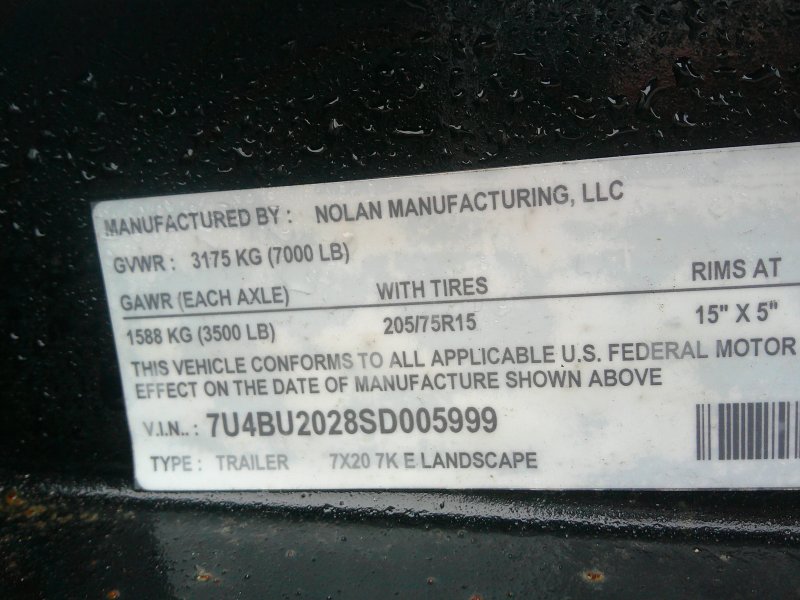 MANUFACTURED BY : NOLAN MANUFACTURING, LLC
GVWR : 3175 KG (7000 LB)
GAWR (EACH AXLE) WITH TIRES RIMS AT
1588 KG (3500 LB) 205/75R15 15" X 5"
THIS VEHICLE CONFORMS TO ALL APPLICABLE U.S. FEDERAL MOTOR
EFFECT ON THE DATE OF MANUFACTURE SHOWN ABOVE
V.I.N.. : 7U4BU2028SD005999
TYPE : TRAILER 7X20 7K E LANDSCAPE